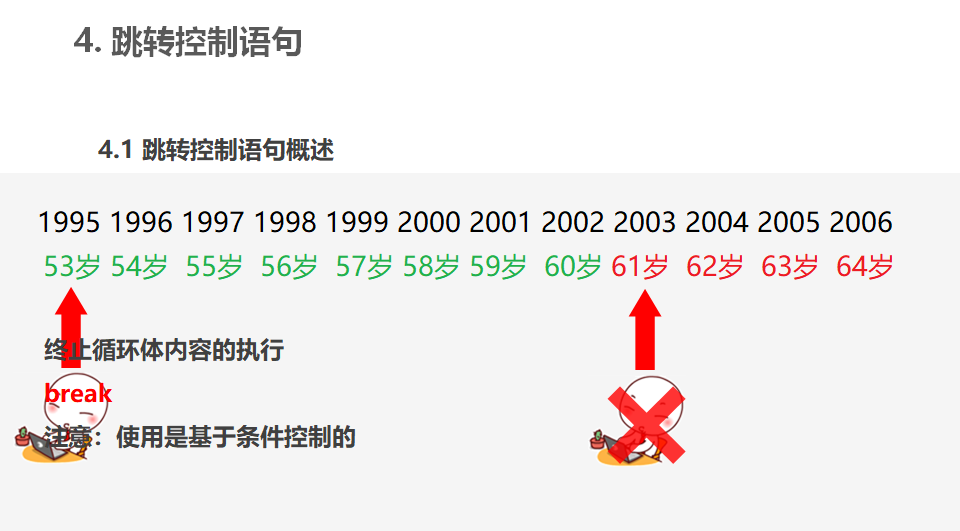 4. 跳转控制语句
4.1 跳转控制语句概述
1995 1996 1997 1998 1999 2000 2001 2002 2003 2004 2005 2006
53岁 54岁 55岁 56岁 57岁 58岁 59岁 60岁 61岁 62岁 63岁 64岁
终止循环体内容的执行
break
注意：使用是基于条件控制的